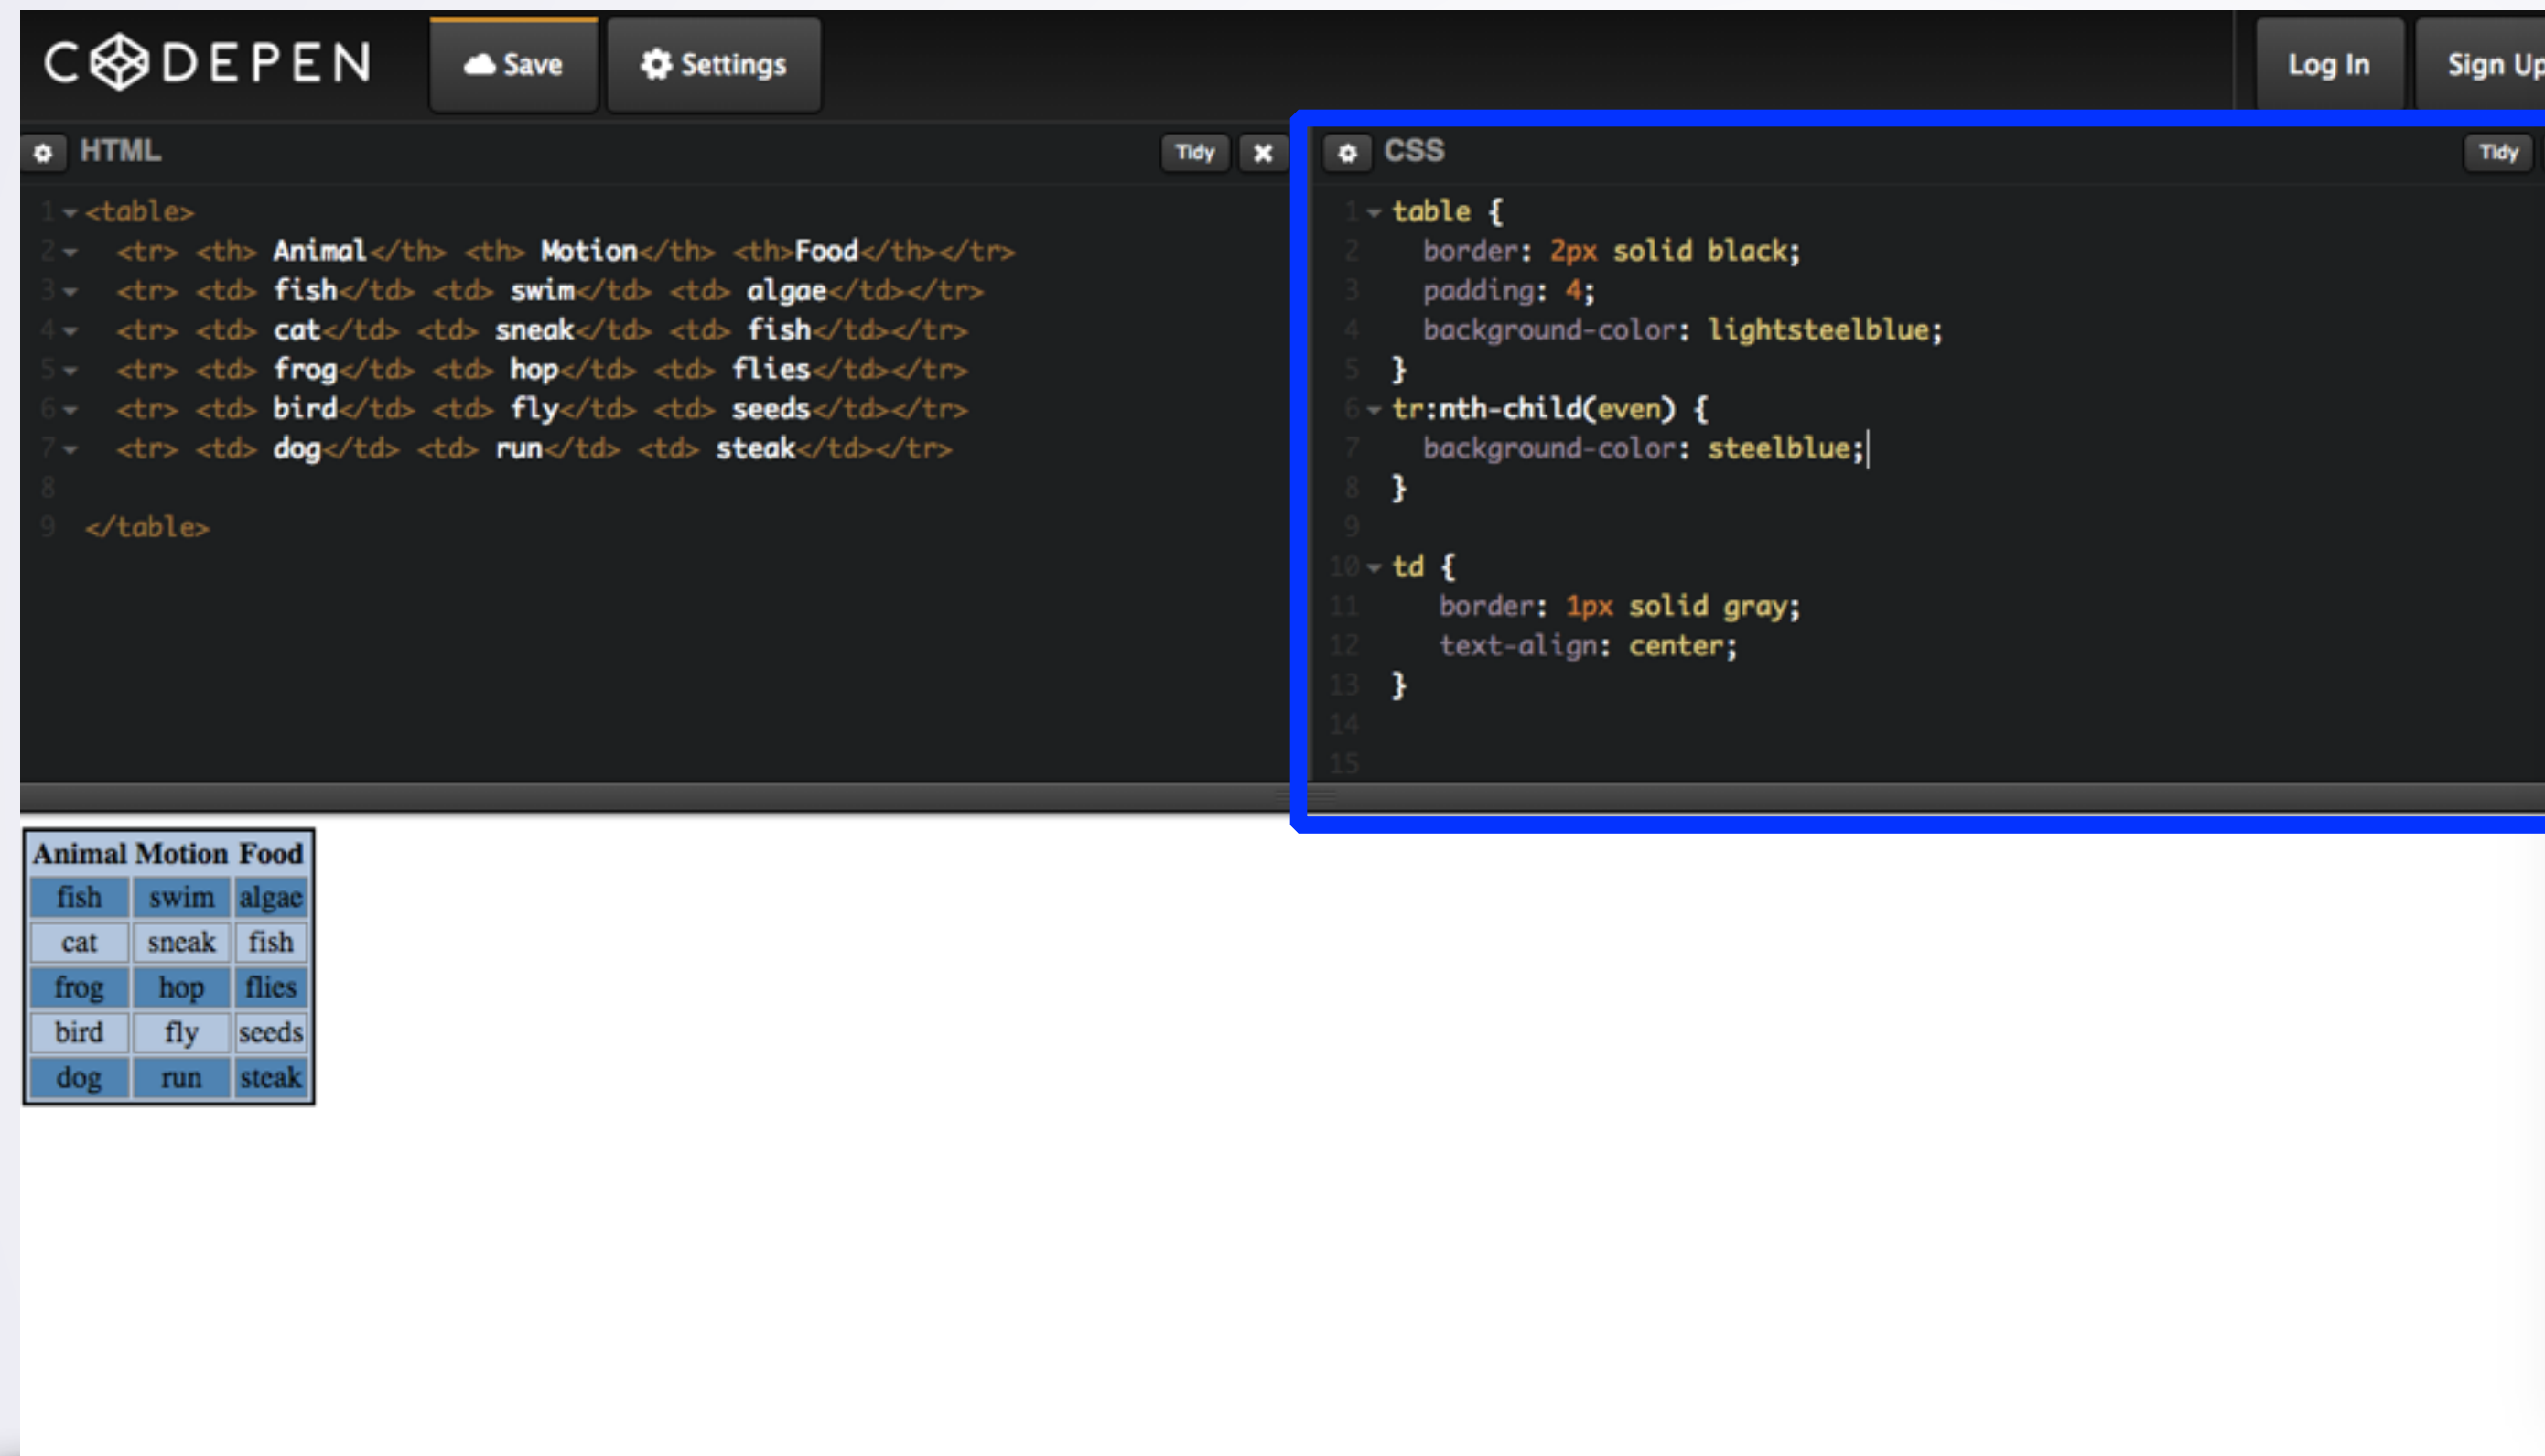 CODEPEN Save Settings Log In Sign Up
HTML Tidy
1 <table>
2 <tr> <th> Animal</th> <th> Motion</th> <th>Food</th></tr>
3 <tr> <td> fish</td> <td> swim</td> <td> algae</td></tr>
4 <tr> <td> cat</td> <td> sneak</td> <td> fish</td></tr>
5 <tr> <td> frog</td> <td> hop</td> <td> flies</td></tr>
6 <tr> <td> bird</td> <td> fly</td> <td> seeds</td></tr>
7 <tr> <td> dog</td> <td> run</td> <td> steak</td></tr>
8
9 </table>
CSS Tidy
1 table {
2 border: 2px solid black;
3 padding: 4;
4 background-color: lightsteelblue;
5 }
6 tr:nth-child(even) {
7 background-color: steelblue;
8 }
9
10 td {
11 border: 1px solid gray;
12 text-align: center;
13 }
14
15
Animal Motion Food
fish swim algae
cat sneak fish
frog hop flies
bird fly seeds
dog run steak